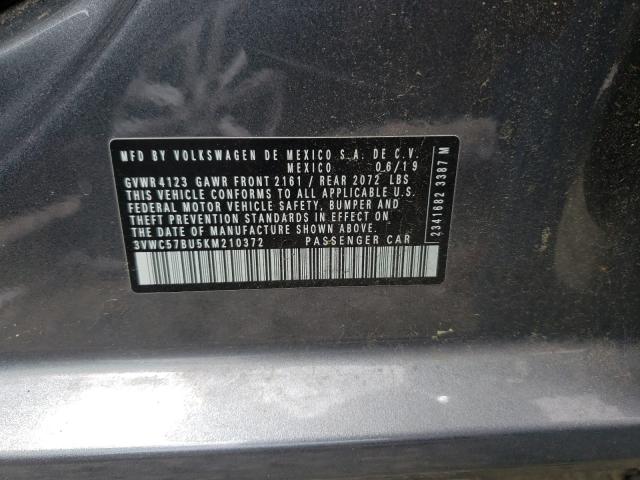 MFD BY VOLKSWAGEN DE MEXICO S.A. DE C.V.
MEXICO 06/19
GVWR 4123 GAWR FRONT 2161 / REAR 2072 LBS
THIS VEHICLE CONFORMS TO ALL APPLICABLE U.S.
FEDERAL MOTOR VEHICLE SAFETY, BUMPER AND
THEFT PREVENTION STANDARDS IN EFFECT ON THE
DATE OF MANUFACTURE SHOWN ABOVE.
3VWC57BU5KM210372 PASSENGER CAR
2341682 3387 M